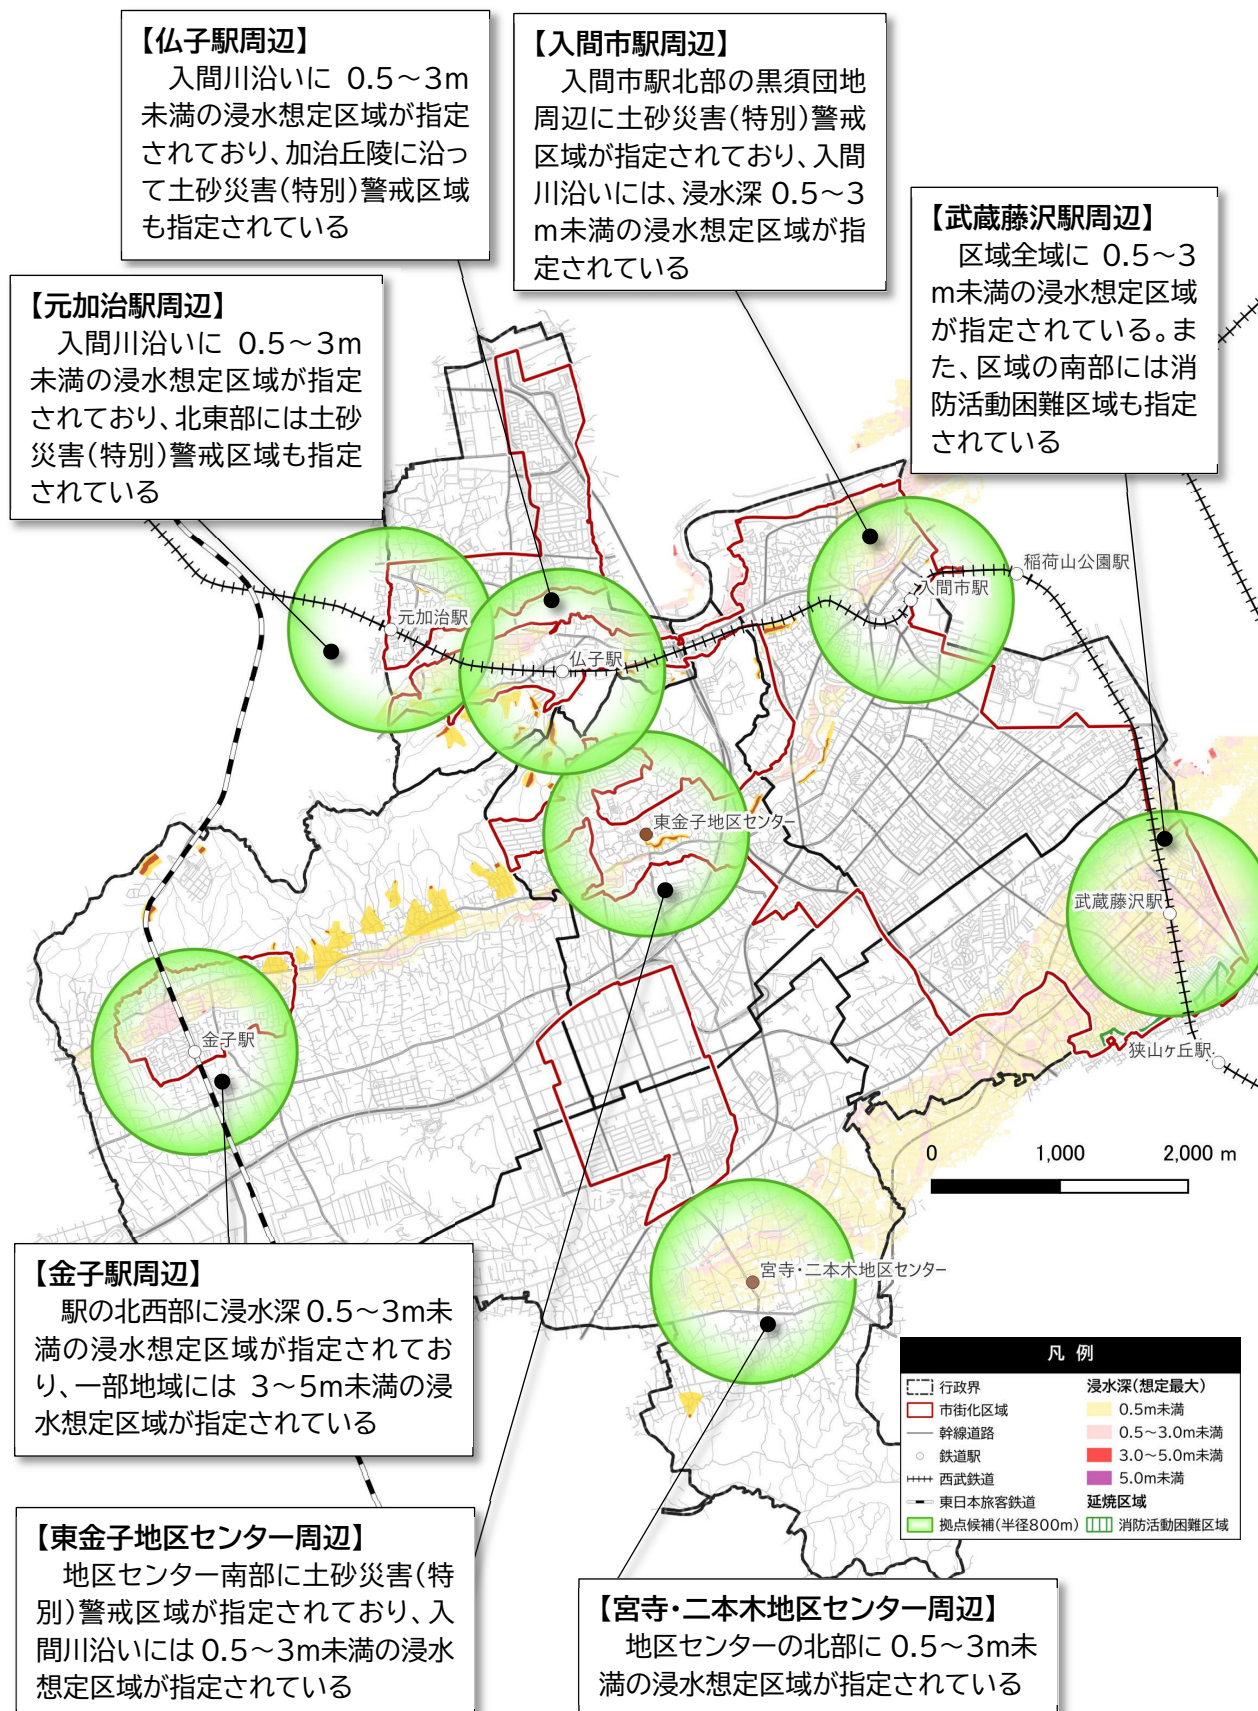 【仏子駅周辺】
入間川沿いに 0.5～3m
未満の浸水想定区域が指定
されており、加治丘陵に沿っ
て土砂災害(特別)警戒区域
も指定されている
【入間市駅周辺】
入間市駅北部の黒須団地
周辺に土砂災害(特別)警戒
区域が指定されており、入間
川沿いには、浸水深 0.5～3
m未満の浸水想定区域が指
定されている
【武蔵藤沢駅周辺】
区域全域に 0.5～3
m未満の浸水想定区域
が指定されている。ま
た、区域の南部には消
防活動困難区域も指定
されている
【元加治駅周辺】
入間川沿いに 0.5～3m
未満の浸水想定区域が指定
されており、北東部には土砂
災害(特別)警戒区域も指定
されている
稲荷山公園駅
入間市駅
元加治駅
仏子駅
東金子地区センター
武蔵藤沢駅
金子駅
狭山ヶ丘駅
0 1,000 2,000 m
宮寺・二本木地区センター
【金子駅周辺】
駅の北西部に浸水深 0.5～3m未
満の浸水想定区域が指定されてお
り、一部地域には 3～5m未満の浸
水想定区域が指定されている
凡 例
行政界
市街化区域
幹線道路
鉄道駅
西武鉄道
東日本旅客鉄道
拠点候補(半径800m)
浸水深(想定最大)
0.5m未満
0.5～3.0m未満
3.0～5.0m未満
5.0m未満
延焼区域
消防活動困難区域
【東金子地区センター周辺】
地区センター南部に土砂災害(特
別)警戒区域が指定されており、入
間川沿いには 0.5～3m未満の浸水
想定区域が指定されている
【宮寺・二本木地区センター周辺】
地区センターの北部に 0.5～3m未
満の浸水想定区域が指定されている